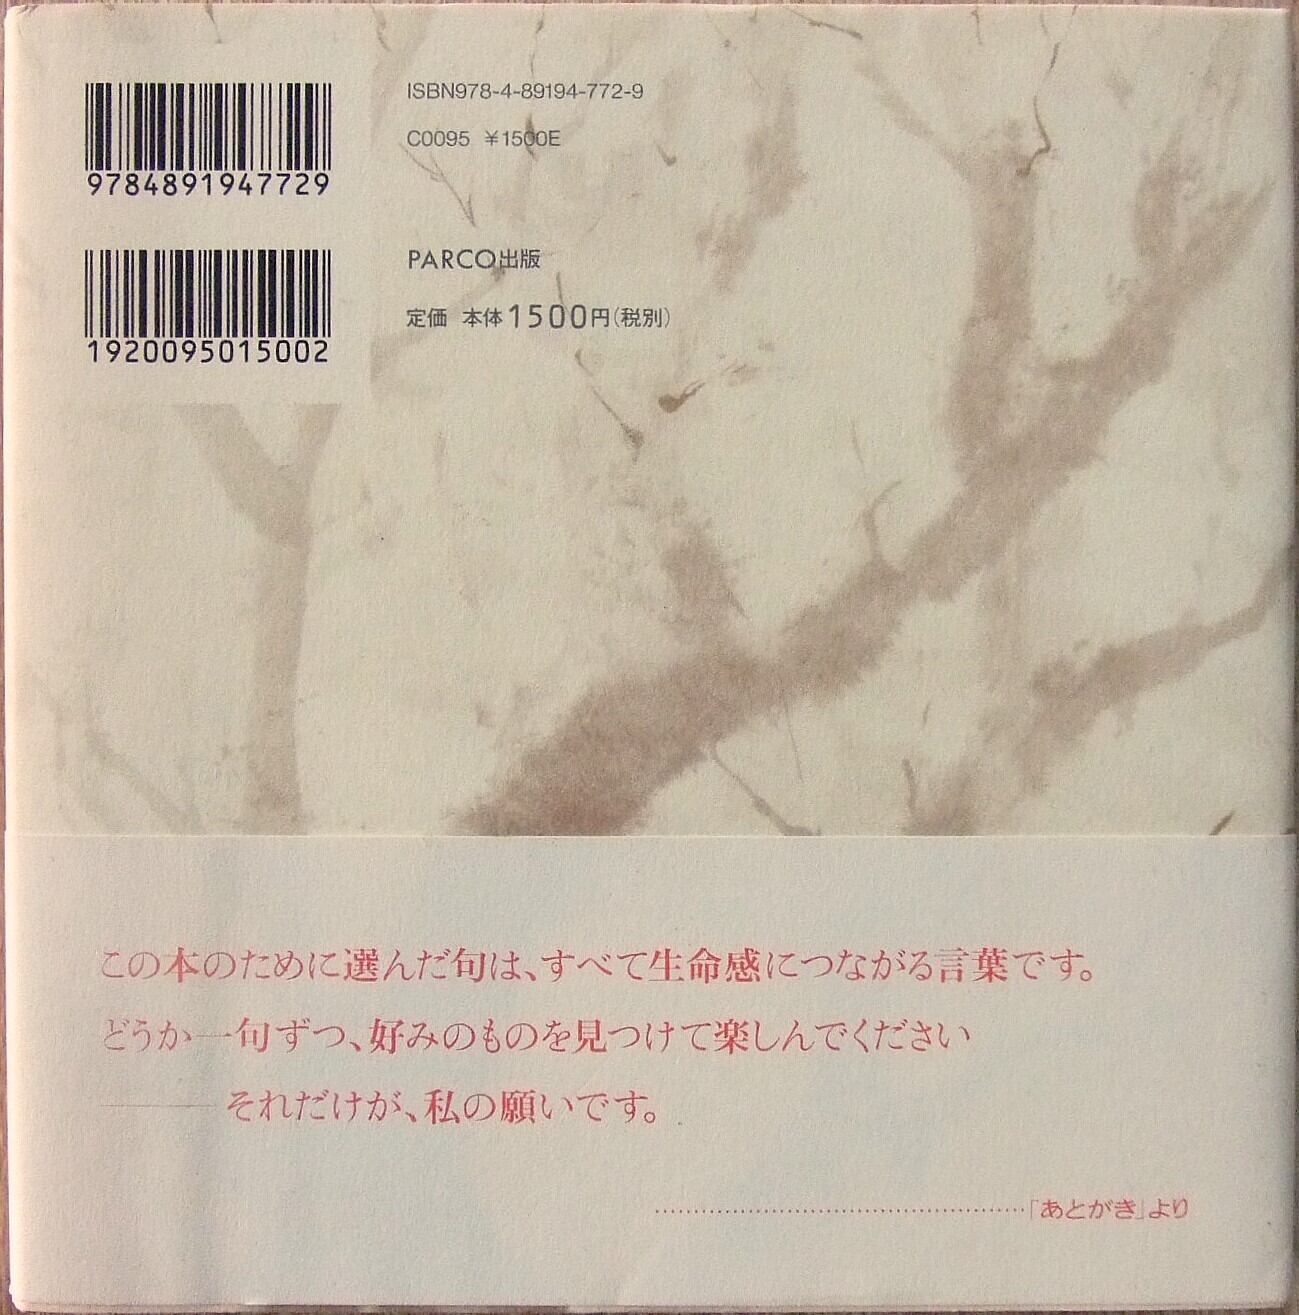 ISBN978-4-89194-772-9
C0095 ¥1500E
9784891947729
PARCO出版
定価 本体1500円(税別)
1920095015002
この本のために選んだ句は、すべて生命感につながる言葉です。
どうか一句ずつ、好みのものを見つけて楽しんでください
——それだけが、私の願いです。
……「あとがき」より